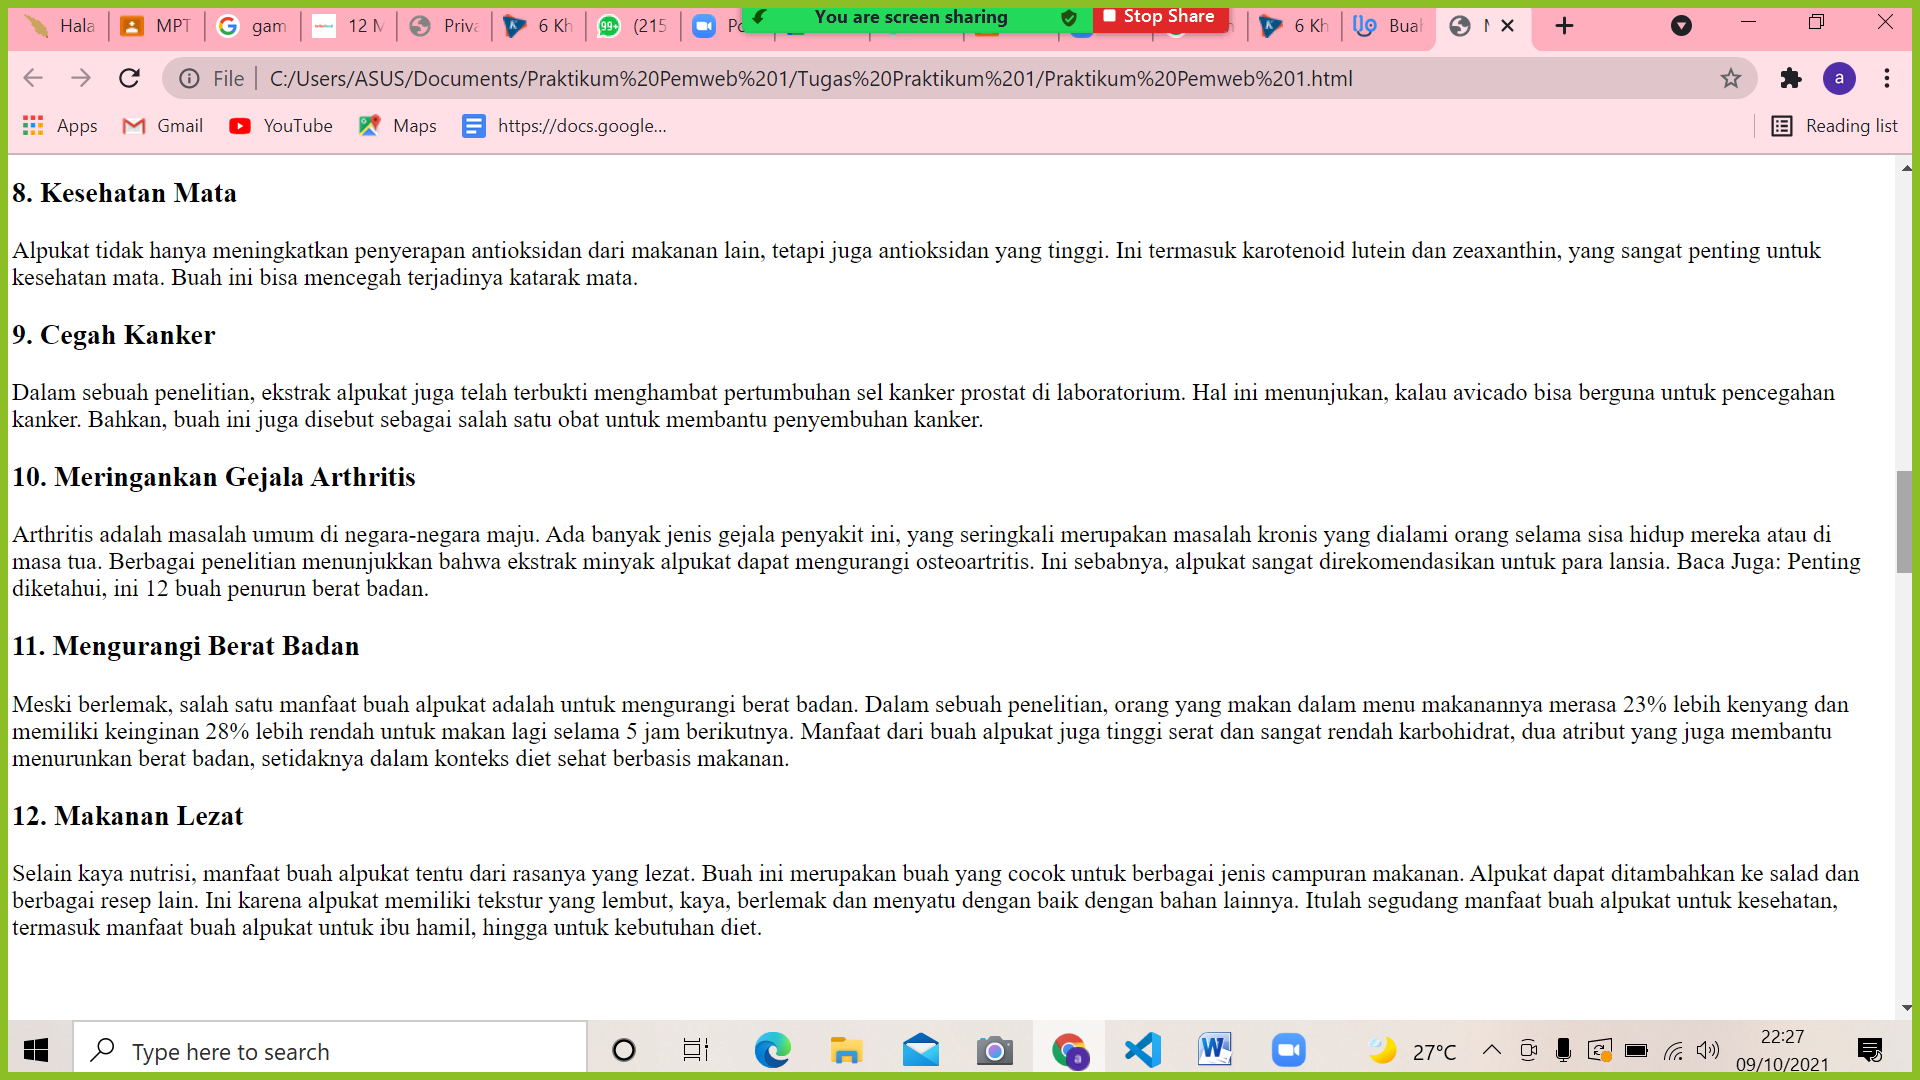 Hala MPT gam 12 M Priva 6 Kh 99+ (215 Po You are screen sharing Stop Share 6 Kh Buah
File C:/Users/ASUS/Documents/Praktikum%20Pemweb%201/Tugas%20Praktikum%201/Praktikum%20Pemweb%201.html a
Apps Gmail YouTube Maps https://docs.google... Reading list
8. Kesehatan Mata
Alpukat tidak hanya meningkatkan penyerapan antioksidan dari makanan lain, tetapi juga antioksidan yang tinggi. Ini termasuk karotenoid lutein dan zeaxanthin, yang sangat penting untuk
kesehatan mata. Buah ini bisa mencegah terjadinya katarak mata.
9. Cegah Kanker
Dalam sebuah penelitian, ekstrak alpukat juga telah terbukti menghambat pertumbuhan sel kanker prostat di laboratorium. Hal ini menunjukan, kalau avicado bisa berguna untuk pencegahan
kanker. Bahkan, buah ini juga disebut sebagai salah satu obat untuk membantu penyembuhan kanker.
10. Meringankan Gejala Arthritis
Arthritis adalah masalah umum di negara-negara maju. Ada banyak jenis gejala penyakit ini, yang seringkali merupakan masalah kronis yang dialami orang selama sisa hidup mereka atau di
masa tua. Berbagai penelitian menunjukkan bahwa ekstrak minyak alpukat dapat mengurangi osteoartritis. Ini sebabnya, alpukat sangat direkomendasikan untuk para lansia. Baca Juga: Penting
diketahui, ini 12 buah penurun berat badan.
11. Mengurangi Berat Badan
Meski berlemak, salah satu manfaat buah alpukat adalah untuk mengurangi berat badan. Dalam sebuah penelitian, orang yang makan dalam menu makanannya merasa 23% lebih kenyang dan
memiliki keinginan 28% lebih rendah untuk makan lagi selama 5 jam berikutnya. Manfaat dari buah alpukat juga tinggi serat dan sangat rendah karbohidrat, dua atribut yang juga membantu
menurunkan berat badan, setidaknya dalam konteks diet sehat berbasis makanan.
12. Makanan Lezat
Selain kaya nutrisi, manfaat buah alpukat tentu dari rasanya yang lezat. Buah ini merupakan buah yang cocok untuk berbagai jenis campuran makanan. Alpukat dapat ditambahkan ke salad dan
berbagai resep lain. Ini karena alpukat memiliki tekstur yang lembut, kaya, berlemak dan menyatu dengan baik dengan bahan lainnya. Itulah segudang manfaat buah alpukat untuk kesehatan,
termasuk manfaat buah alpukat untuk ibu hamil, hingga untuk kebutuhan diet.
Type here to search a 27°C 22:27
09/10/2021